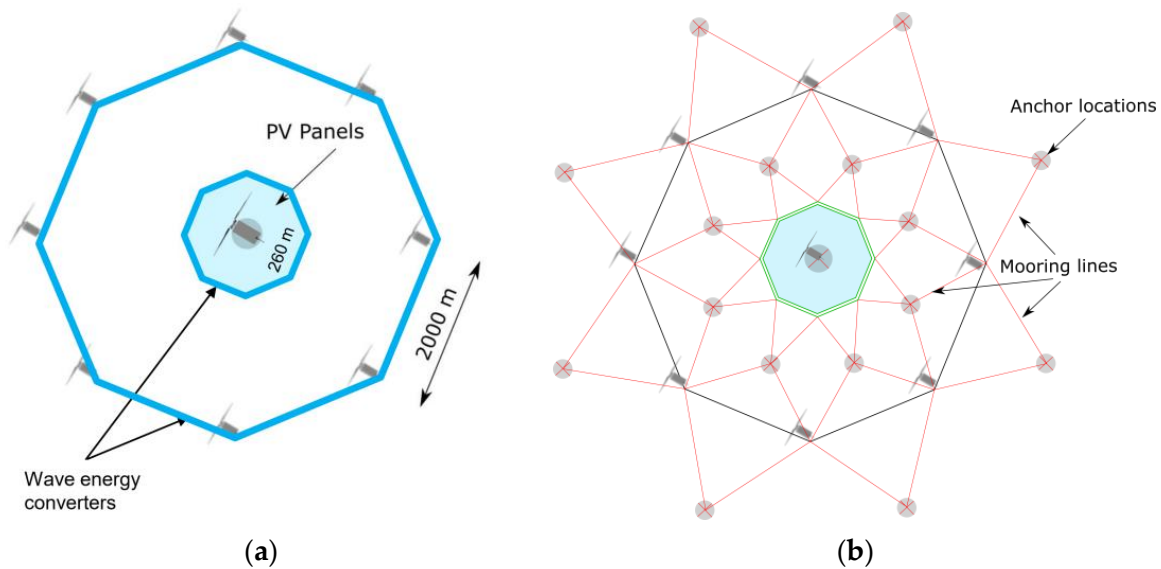 PV Panels
260 m
2000 m
Wave energy
converters
(a)
Anchor locations
Mooring lines
(b)